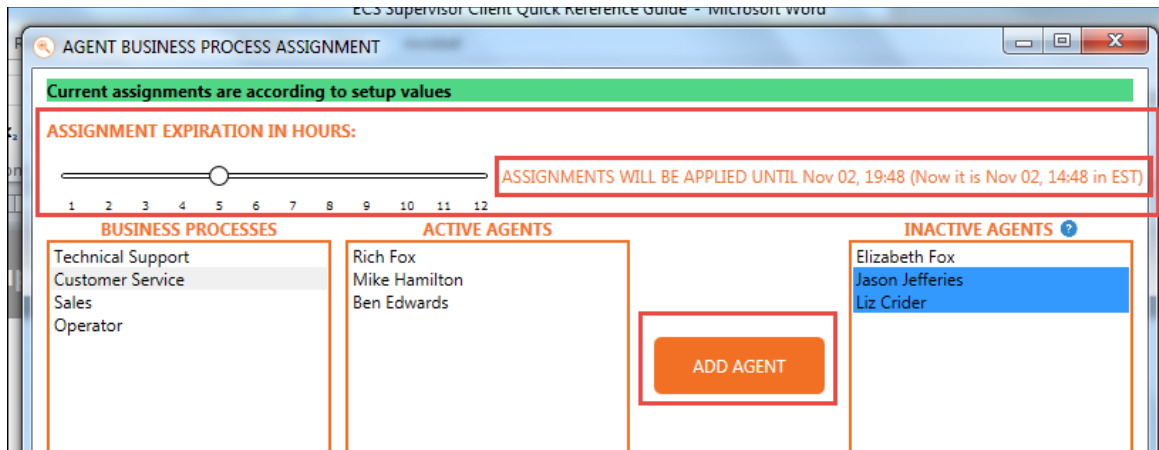 ECS Supervisor Client Quick Reference Guide - Microsoft Word
AGENT BUSINESS PROCESS ASSIGNMENT
Current assignments are according to setup values
ASSIGNMENT EXPIRATION IN HOURS:
ASSIGNMENTS WILL BE APPLIED UNTIL Nov 02, 19:48 (Now it is Nov 02, 14:48 in EST)
1 2 3 4 5 6 7 8 9 10 11 12
BUSINESS PROCESSES
Technical Support
Customer Service
Sales
Operator
ACTIVE AGENTS
Rich Fox
Mike Hamilton
Ben Edwards
ADD AGENT
INACTIVE AGENTS ?
Elizabeth Fox
Jason Jefferies
Liz Crider